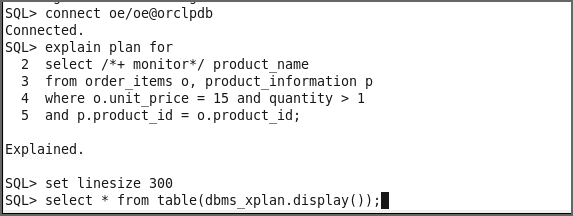 SQL> connect oe/oe@orclpdb
Connected.
SQL> explain plan for
  2  select /*+ monitor*/ product_name
  3  from order_items o, product_information p
  4  where o.unit_price = 15 and quantity > 1
  5  and p.product_id = o.product_id;
Explained.
SQL> set linesize 300
SQL> select * from table(dbms_xplan.display());